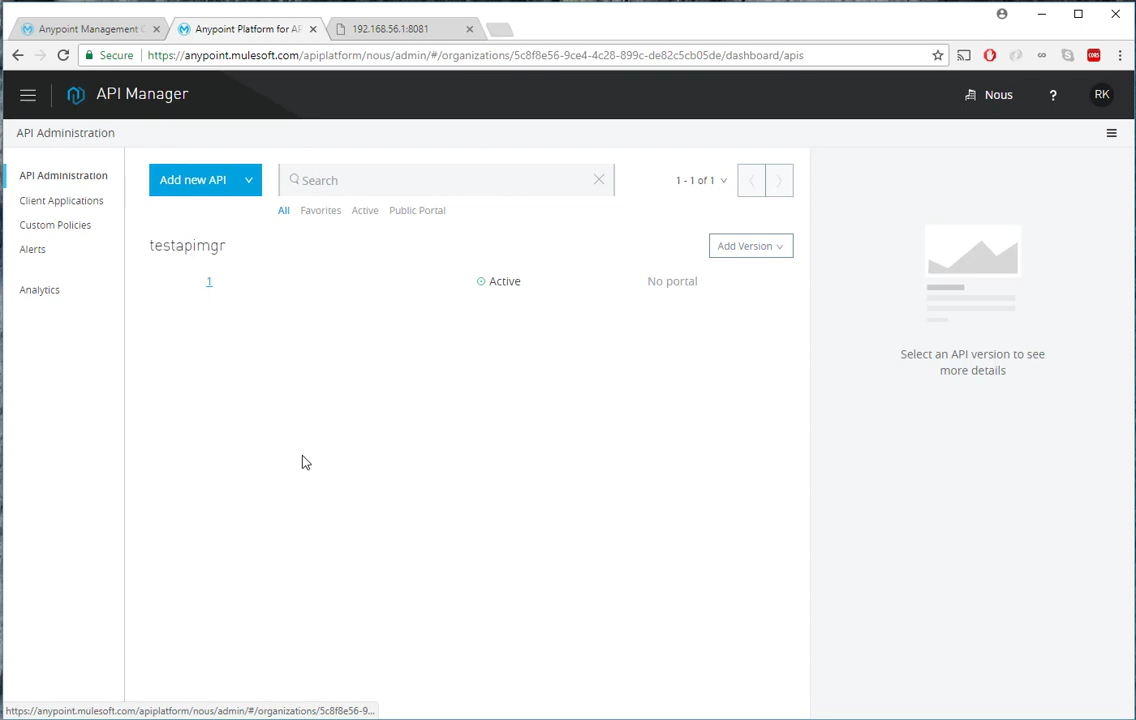 Anypoint Management C
Anypoint Platform for AP
192.168.56.1:8081
Secure
https://anypoint.mulesoft.com/apiplatform/nous/admin/#/organizations/5c8f8e56-9ce4-4c28-899c-de82c5cb05de/dashboard/apis
CORS
API Manager
Nous
?
RK
API Administration
API Administration
Client Applications
Custom Policies
Alerts
Analytics
Add new API
Search
1 - 1 of 1
All Favorites Active Public Portal
testapimgr
Add Version
1 Active No portal
Select an API version to see
more details
https://anypoint.mulesoft.com/apiplatform/nous/admin/#/organizations/5c8f8e56-9...